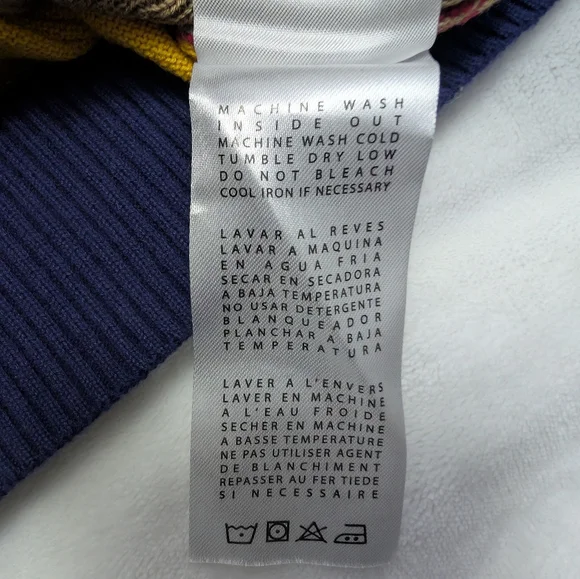 MACHINE WASH
INSIDE OUT
MACHINE WASH COLD
TUMBLE DRY LOW
DO NOT BLEACH
COOL IRON IF NECESSARY
LAVAR AL REVES
LAVAR A MAQUINA
EN AGUA FRIA
SECAR EN SECADORA
A BAJA TEMPERATURA
NO USAR DETERGENTE
BLANQUEADOR
PLANCHAR A BAJA
TEMPERATURA
LAVER A L'ENVERS
LAVER EN MACHINE
A L'EAU FROIDE
SECHER EN MACHINE
A BASSE TEMPERATURE
NE PAS UTILISER AGENT
DE BLANCHIMENT
REPASSER AU FER TIEDE
SI NECESSAIRE